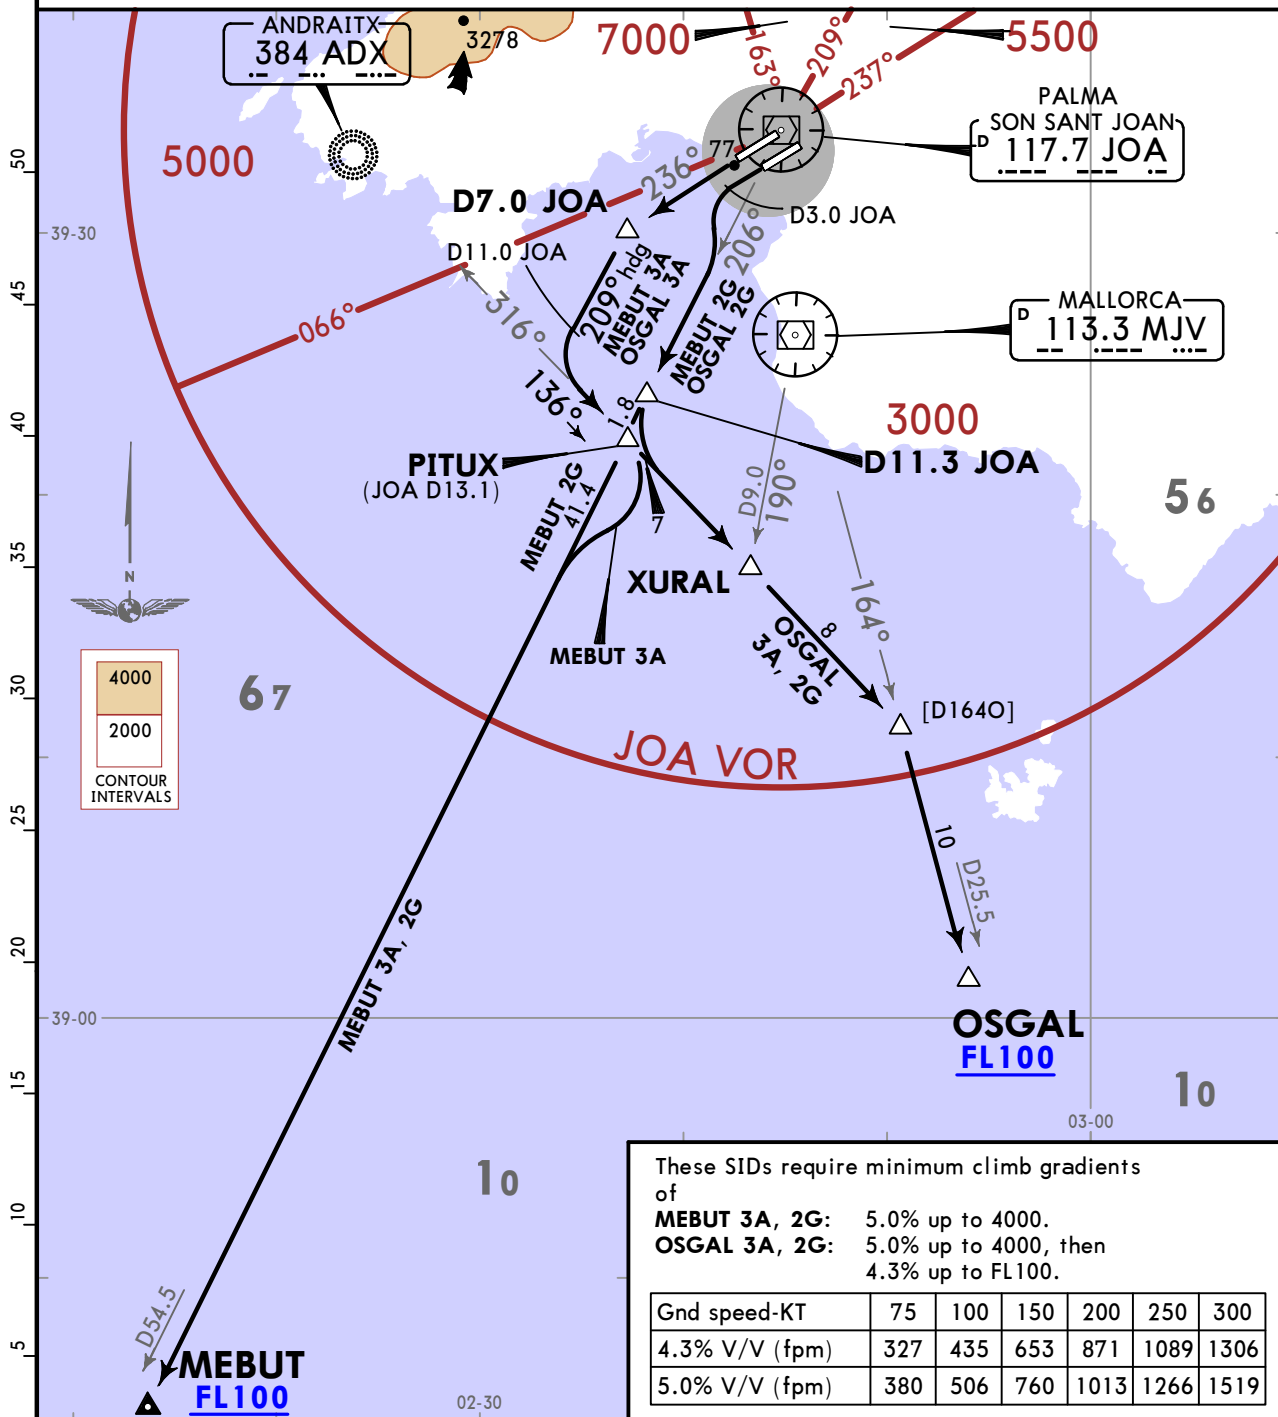 ANDRAITX
384 ADX
3278
7000
5500
163°
209°
237°
PALMA
SON SANT JOAN
D 117.7 JOA
5000
77
236°
D7.0 JOA
D3.0 JOA
D11.0 JOA
206°
209° hdg
MEBUT 3A
OSGAL 3A
MEBUT 2G
OSGAL 2G
316°
066°
MALLORCA
D 113.3 MJV
136°
1.8
3000
PITUX
(JOA D13.1)
D11.3 JOA
MEBUT 2G
41.4
7
D9.0
190°
56
XURAL
164°
N
MEBUT 3A
8
OSGAL
3A, 2G
4000
2000
CONTOUR
INTERVALS
67
[D164O]
JOA VOR
10
D25.5
MEBUT 3A, 2G
OSGAL
FL100
10
10
39-30
39-00
03-00
02-30
50
45
40
35
30
25
20
15
10
5
D54.5
MEBUT
FL100
These SIDs require minimum climb gradients
of
MEBUT 3A, 2G: 5.0% up to 4000.
OSGAL 3A, 2G: 5.0% up to 4000, then
4.3% up to FL100.
Gnd speed-KT 75 100 150 200 250 300
4.3% V/V (fpm) 327 435 653 871 1089 1306
5.0% V/V (fpm) 380 506 760 1013 1266 1519